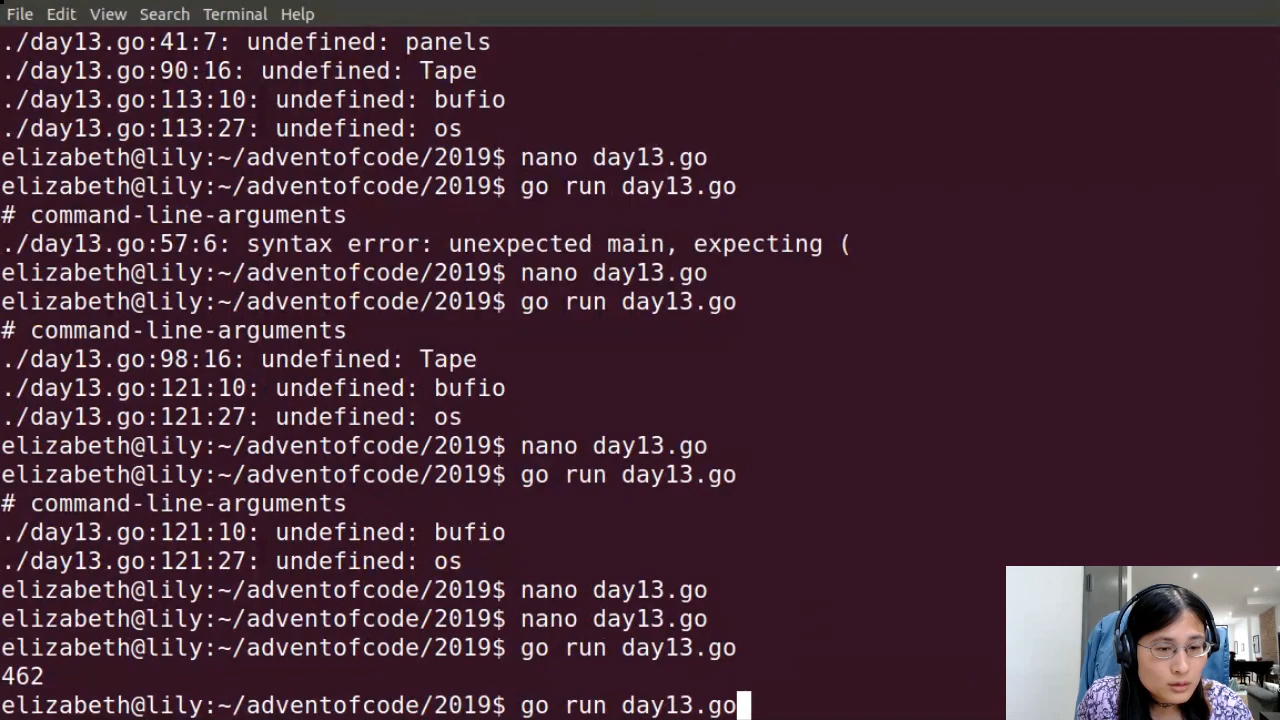 File Edit View Search Terminal Help
./day13.go:41:7: undefined: panels
./day13.go:90:16: undefined: Tape
./day13.go:113:10: undefined: bufio
./day13.go:113:27: undefined: os
elizabeth@lily:~/adventofcode/2019$ nano day13.go
elizabeth@lily:~/adventofcode/2019$ go run day13.go
# command-line-arguments
./day13.go:57:6: syntax error: unexpected main, expecting (
elizabeth@lily:~/adventofcode/2019$ nano day13.go
elizabeth@lily:~/adventofcode/2019$ go run day13.go
# command-line-arguments
./day13.go:98:16: undefined: Tape
./day13.go:121:10: undefined: bufio
./day13.go:121:27: undefined: os
elizabeth@lily:~/adventofcode/2019$ nano day13.go
elizabeth@lily:~/adventofcode/2019$ go run day13.go
# command-line-arguments
./day13.go:121:10: undefined: bufio
./day13.go:121:27: undefined: os
elizabeth@lily:~/adventofcode/2019$ nano day13.go
elizabeth@lily:~/adventofcode/2019$ nano day13.go
elizabeth@lily:~/adventofcode/2019$ go run day13.go
462
elizabeth@lily:~/adventofcode/2019$ go run day13.go